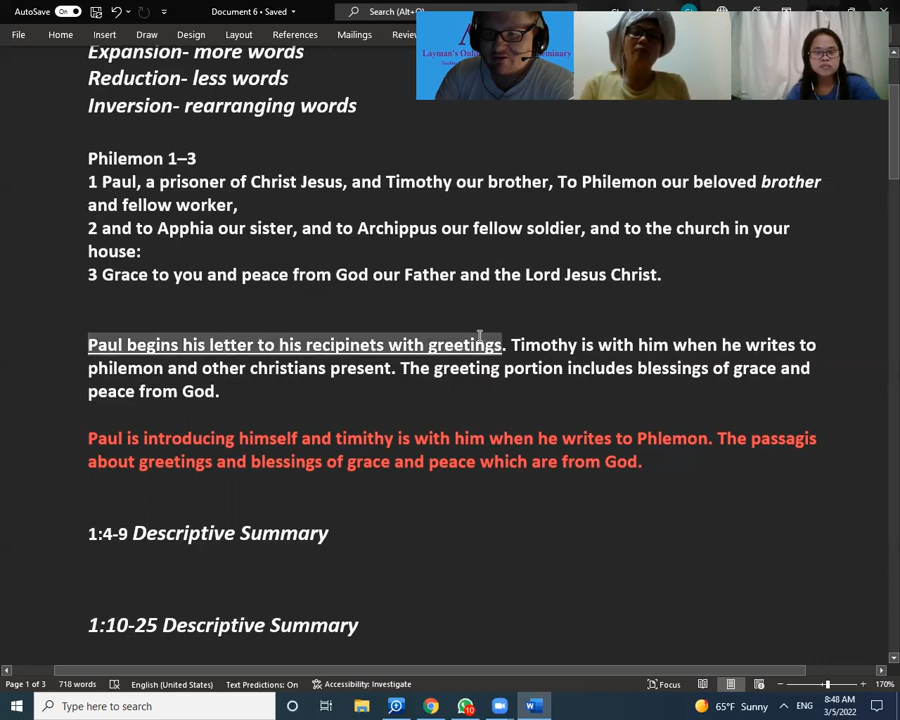 AutoSave On Document 6 • Saved Search (Alt+Q)
File Home Insert Draw Design Layout References Mailings
Expansion- more words
Reduction- less words
Inversion- rearranging words
Philemon 1–3
1 Paul, a prisoner of Christ Jesus, and Timothy our brother, To Philemon our beloved brother
and fellow worker,
2 and to Apphia our sister, and to Archippus our fellow soldier, and to the church in your
house:
3 Grace to you and peace from God our Father and the Lord Jesus Christ.
Paul begins his letter to his recipinets with greetings. Timothy is with him when he writes to
philemon and other christians present. The greeting portion includes blessings of grace and
peace from God.
Paul is introducing himself and timithy is with him when he writes to Phlemon. The passagis
about greetings and blessings of grace and peace which are from God.
1:4-9 Descriptive Summary
1:10-25 Descriptive Summary
Page 1 of 3 718 words English (United States) Text Predictions: On Accessibility: Investigate Focus 170%
Type here to search 10 65°F Sunny ENG 8:48 AM
3/5/2022